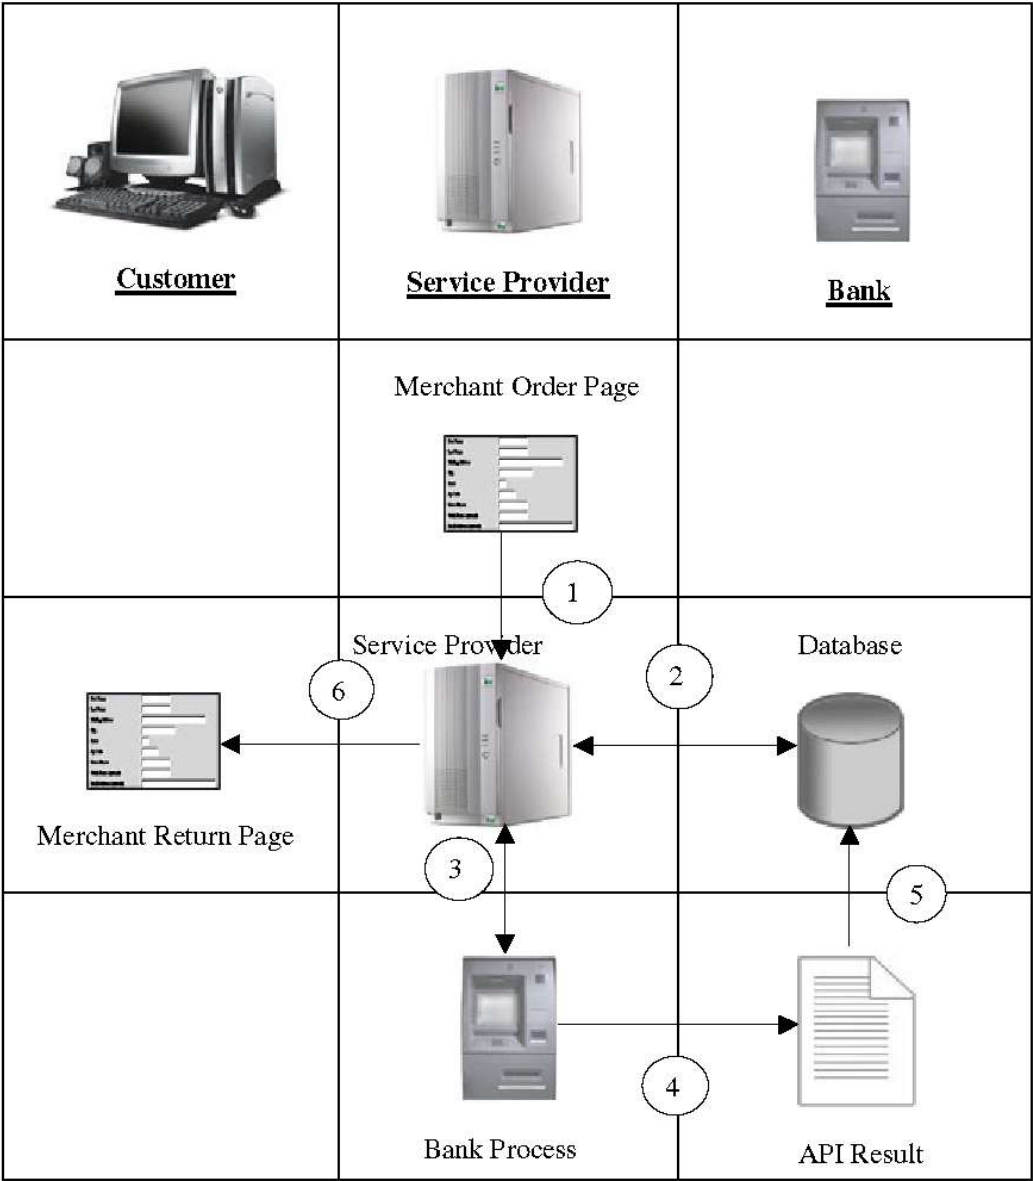 Customer
Service Provider
Bank
Merchant Order Page
1
Service Provider
Database
2
6
Merchant Return Page
3
5
4
Bank Process
API Result